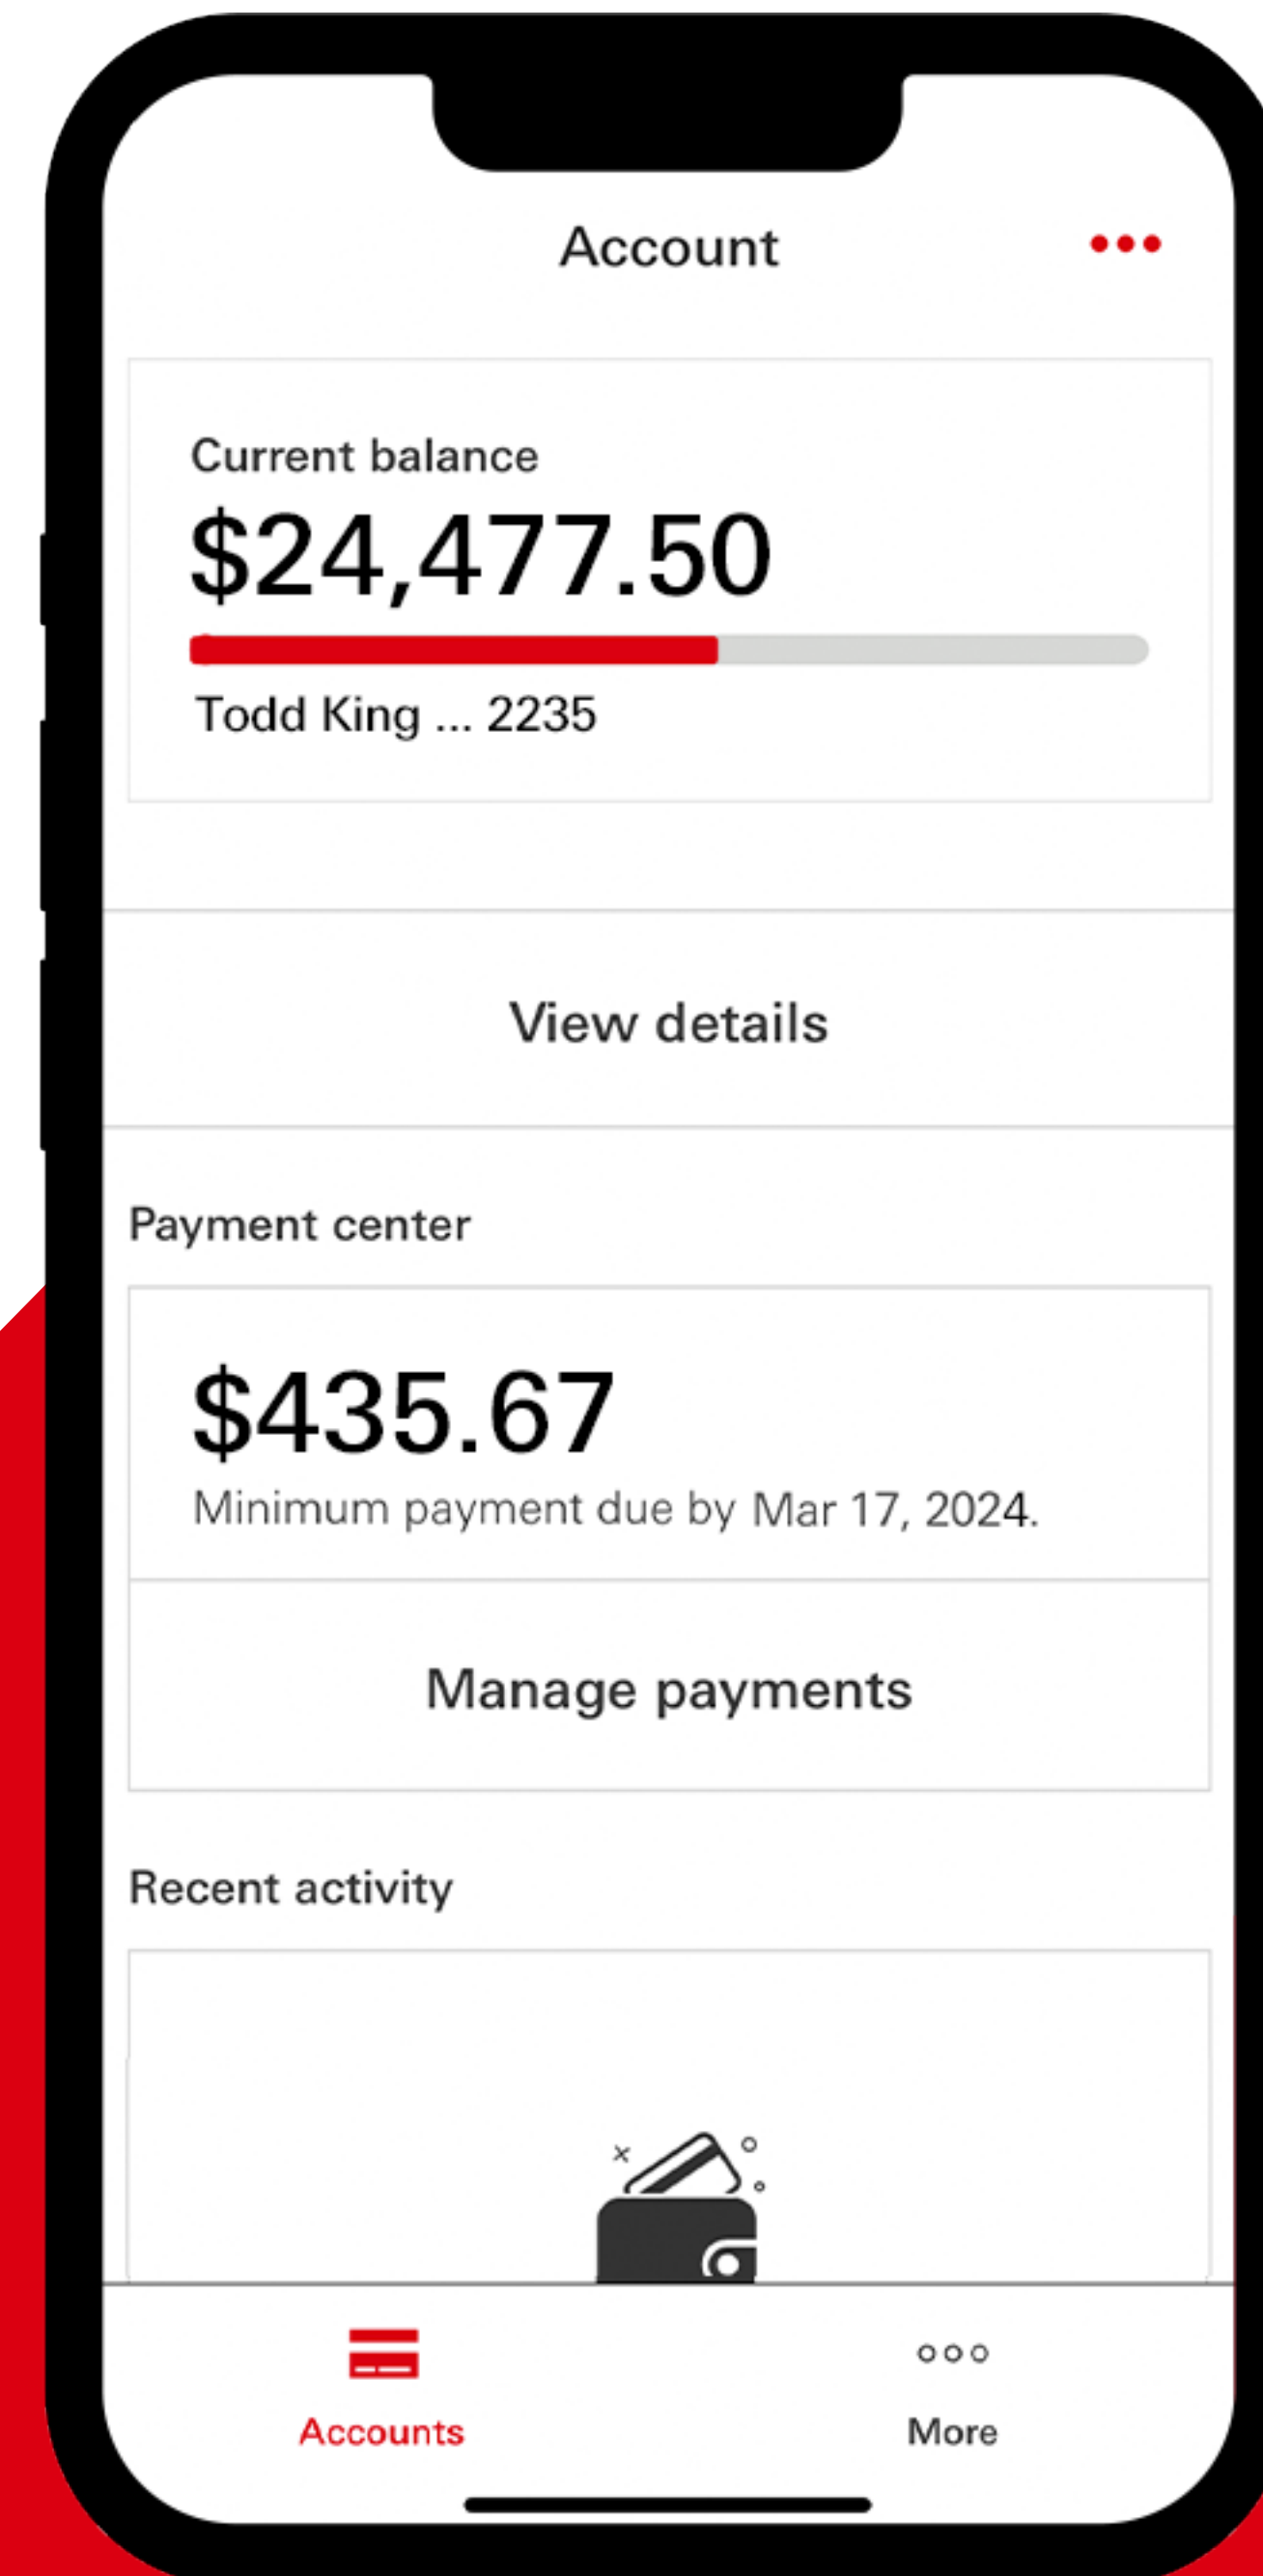 Account
Current balance
$24,477.50
Todd King ... 2235
View details
Payment center
$435.67
Minimum payment due by Mar 17, 2024.
Manage payments
Recent activity
Accounts
More